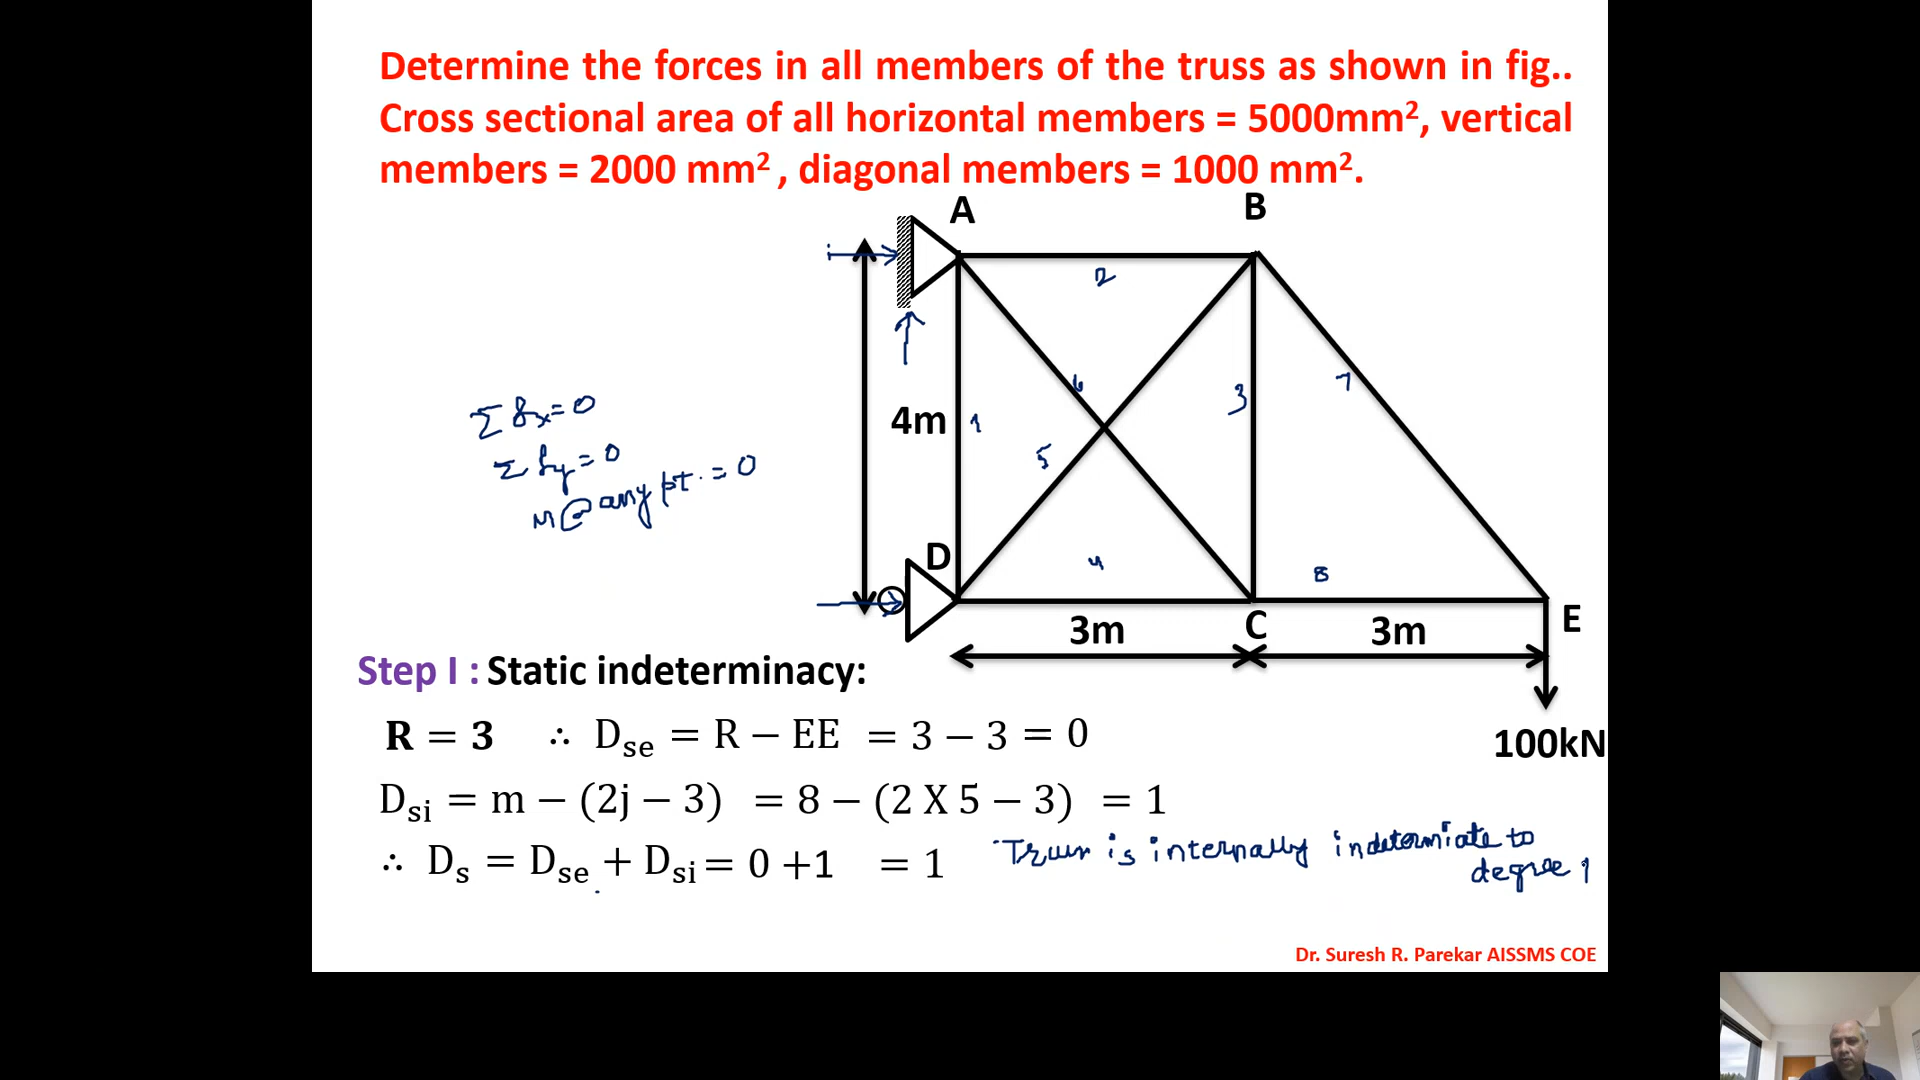 Determine the forces in all members of the truss as shown in fig..
Cross sectional area of all horizontal members = 5000mm², vertical
members = 2000 mm² , diagonal members = 1000 mm².
A
B
2
6
7
3
4m
1
5
Σfx=0
Σfy=0
M@ any pt. = 0
D
4
8
3m
C
3m
E
100kN
Step I : Static indeterminacy:
R = 3 ∴ Dse = R − EE = 3 − 3 = 0
Dsi = m − (2j − 3) = 8 − (2 X 5 − 3) = 1
∴ Ds = Dse + Dsi = 0 +1 = 1
Truss is internally indetermiate to
degree 1
Dr. Suresh R. Parekar AISSMS COE